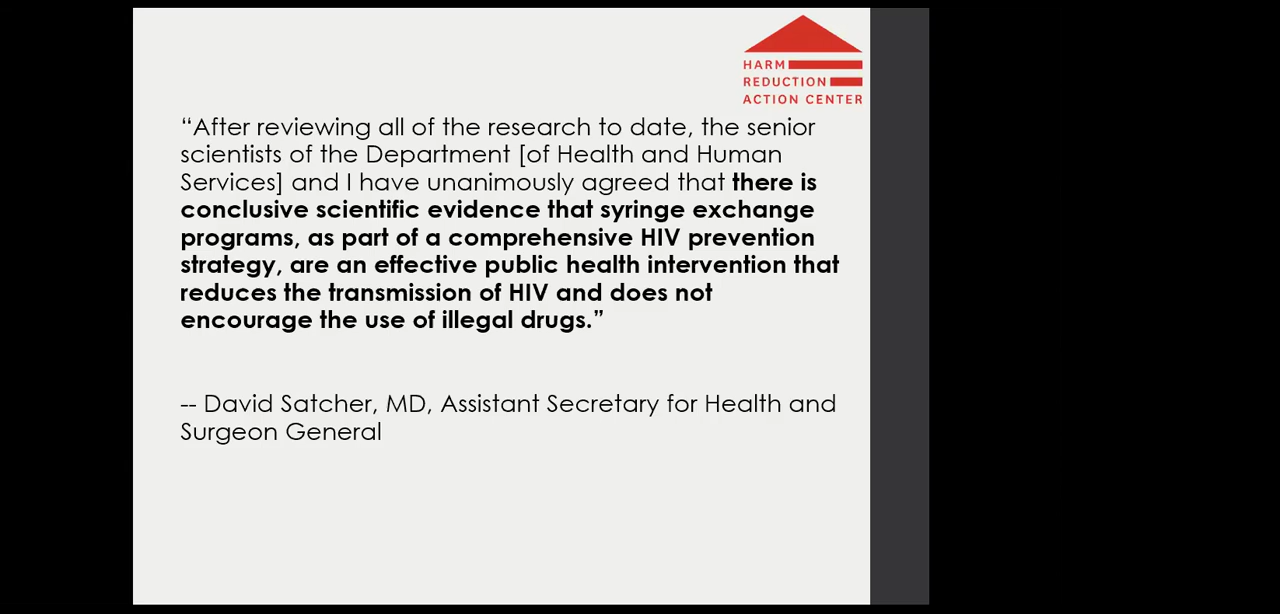 HARM
REDUCTION
ACTION CENTER
“After reviewing all of the research to date, the senior
scientists of the Department [of Health and Human
Services] and I have unanimously agreed that there is
conclusive scientific evidence that syringe exchange
programs, as part of a comprehensive HIV prevention
strategy, are an effective public health intervention that
reduces the transmission of HIV and does not
encourage the use of illegal drugs.”
-- David Satcher, MD, Assistant Secretary for Health and
Surgeon General